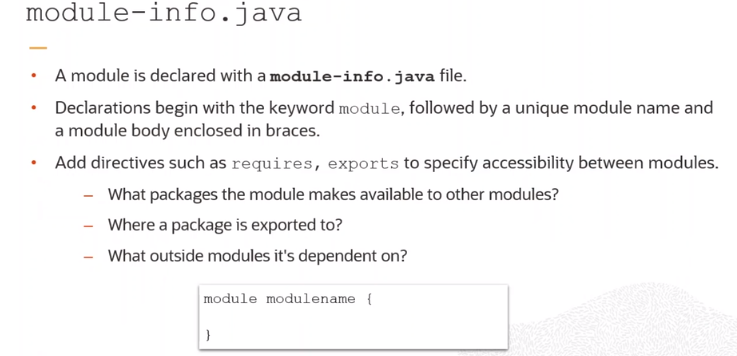 module-info.java
• A module is declared with a module-info.java file.
• Declarations begin with the keyword module, followed by a unique module name and
a module body enclosed in braces.
• Add directives such as requires, exports to specify accessibility between modules.
– What packages the module makes available to other modules?
– Where a package is exported to?
– What outside modules it's dependent on?
module modulename {
}